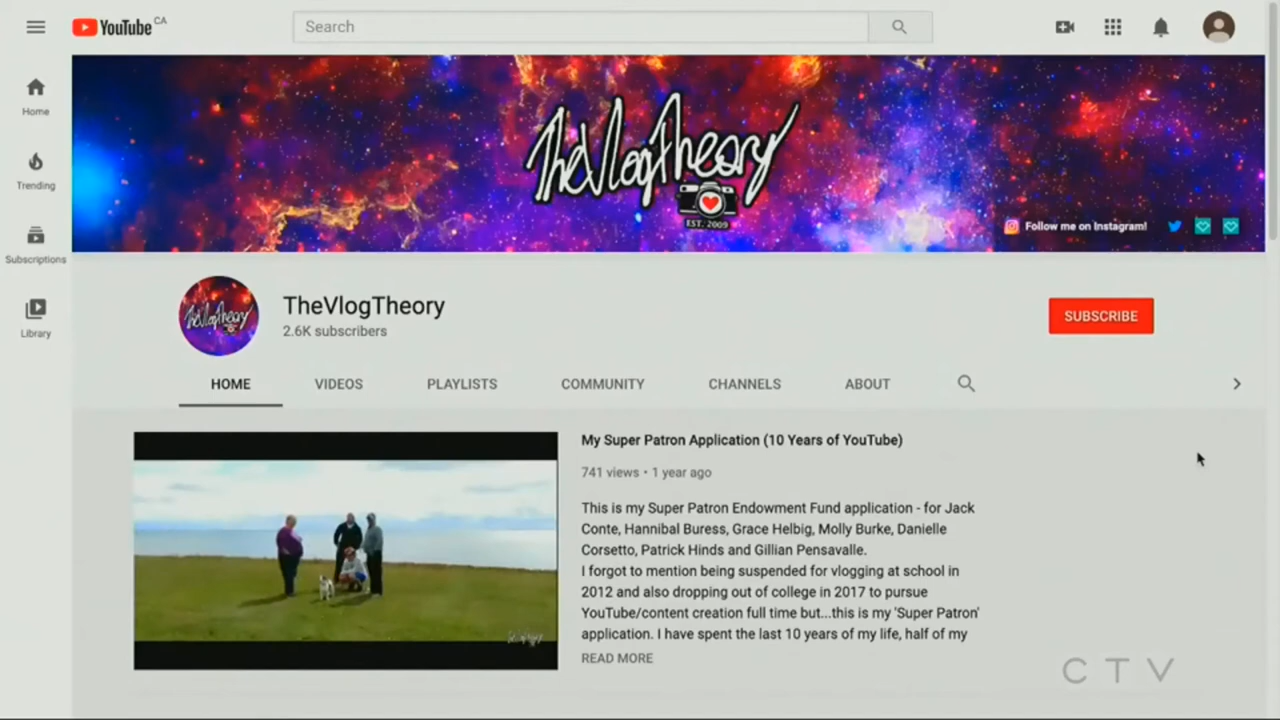 YouTube CA
Search
Home
Trending
Subscriptions
Library
TheVlogTheory
EST. 2009
Follow me on Instagram!
TheVlogTheory
TheVlogTheory
2.6K subscribers
SUBSCRIBE
HOME VIDEOS PLAYLISTS COMMUNITY CHANNELS ABOUT
My Super Patron Application (10 Years of YouTube)
741 views • 1 year ago
This is my Super Patron Endowment Fund application - for Jack
Conte, Hannibal Buress, Grace Helbig, Molly Burke, Danielle
Corsetto, Patrick Hinds and Gillian Pensavalle.
I forgot to mention being suspended for vlogging at school in
2012 and also dropping out of college in 2017 to pursue
YouTube/content creation full time but...this is my 'Super Patron'
application. I have spent the last 10 years of my life, half of my
READ MORE
CTV